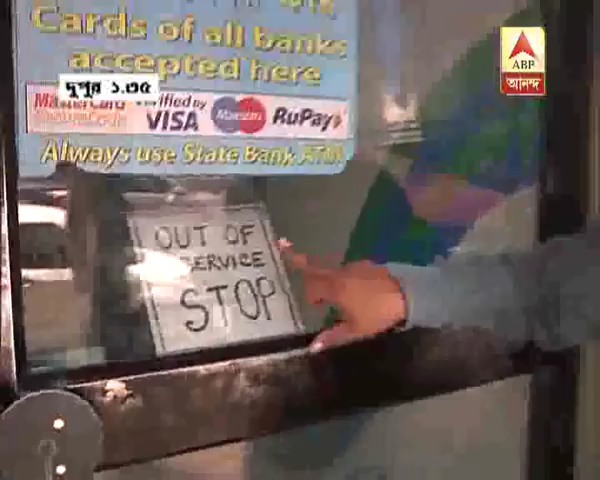 Cards of all banks
accepted here
দুপুর ১.৩৫
MasterCard Verified by
VISA Maestro RuPay
Always use State Bank ATM
OUT OF
SERVICE
STOP
ABP
আনন্দ